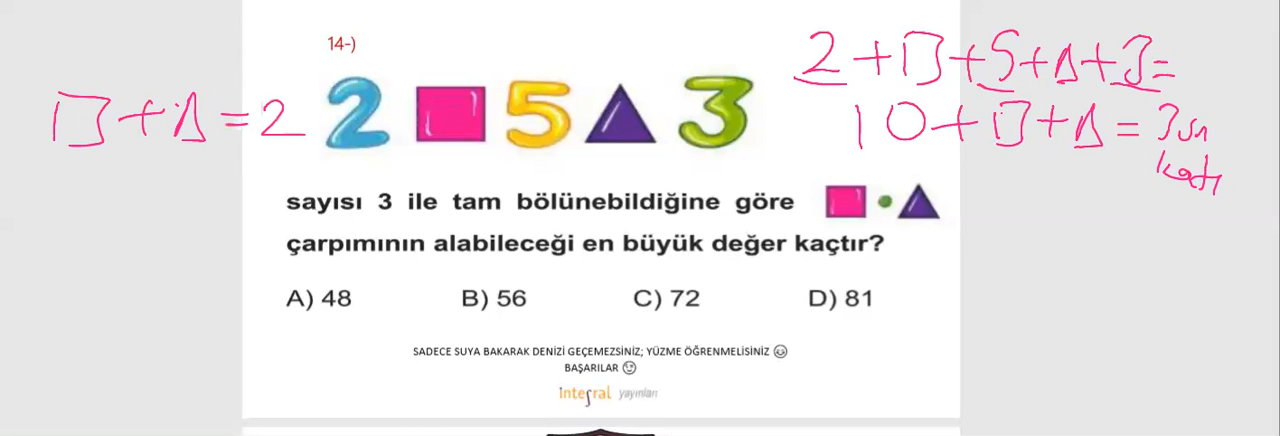 14-)
2 + □ + 5 + △ + 3 =
□ + △ = 2
2 5 3
10 + □ + △ = 3ün
katı
sayısı 3 ile tam bölünebildiğine göre
çarpımının alabileceği en büyük değer kaçtır?
A) 48 B) 56 C) 72 D) 81
SADECE SUYA BAKARAK DENİZİ GEÇEMEZSİNİZ; YÜZME ÖĞRENMELİSİNİZ
BAŞARILAR
integral yayınları